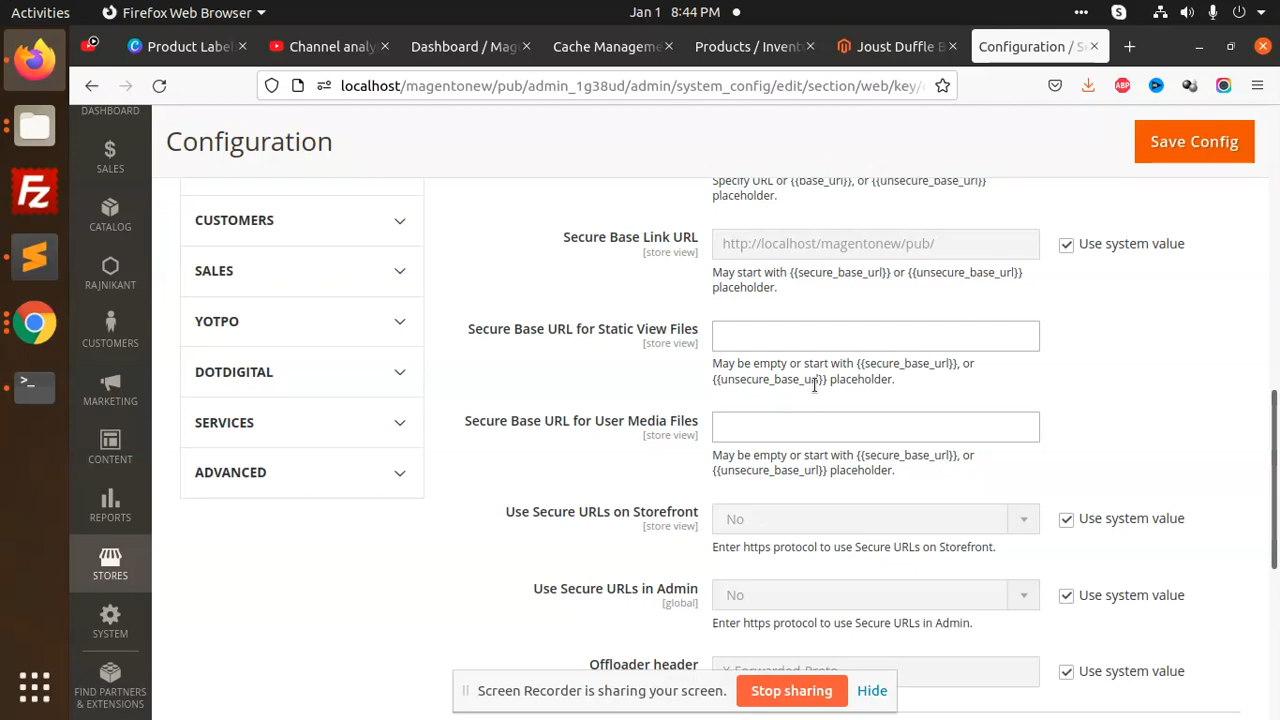 Activities
Firefox Web Browser
Jan 1 8:44 PM
Product Label
Channel analy
Dashboard / Mag
Cache Manageme
Products / Invent
Joust Duffle B
Configuration / S
localhost/magentonew/pub/admin_1g38ud/admin/system_config/edit/section/web/key/
ABP
DASHBOARD
SALES
CATALOG
RAJNIKANT
CUSTOMERS
MARKETING
CONTENT
REPORTS
STORES
SYSTEM
FIND PARTNERS
& EXTENSIONS
Configuration
Save Config
CUSTOMERS
SALES
YOTPO
DOTDIGITAL
SERVICES
ADVANCED
Specify URL or {{base_url}}, or {{unsecure_base_url}}
placeholder.
Secure Base Link URL
[store view]
http://localhost/magentonew/pub/
Use system value
May start with {{secure_base_url}} or {{unsecure_base_url}}
placeholder.
Secure Base URL for Static View Files
[store view]
May be empty or start with {{secure_base_url}}, or
{{unsecure_base_url}} placeholder.
Secure Base URL for User Media Files
[store view]
May be empty or start with {{secure_base_url}}, or
{{unsecure_base_url}} placeholder.
Use Secure URLs on Storefront
[store view]
No
Use system value
Enter https protocol to use Secure URLs on Storefront.
Use Secure URLs in Admin
[global]
No
Use system value
Enter https protocol to use Secure URLs in Admin.
Offloader header
X-Forwarded-Proto
Use system value
Screen Recorder is sharing your screen.
Stop sharing
Hide